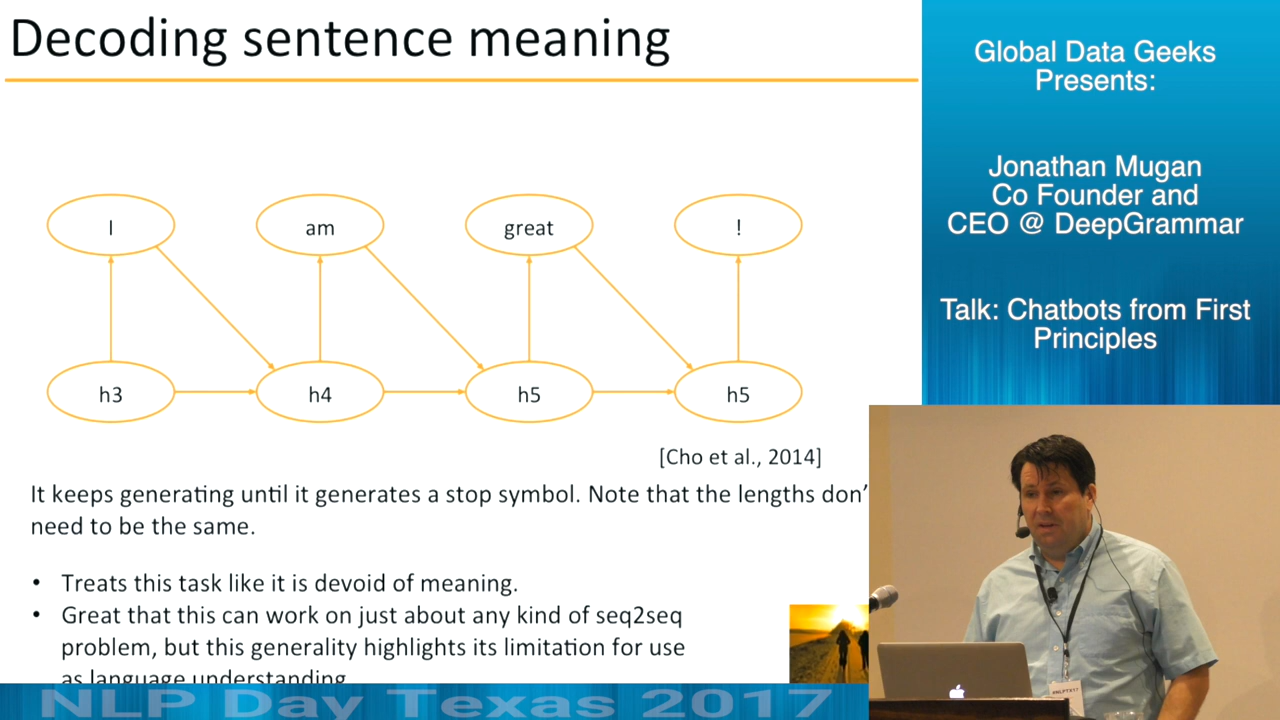 Decoding sentence meaning
I am great !
h3 h4 h5 h5
[Cho et al., 2014]
It keeps generating until it generates a stop symbol. Note that the lengths don'
need to be the same.
• Treats this task like it is devoid of meaning.
• Great that this can work on just about any kind of seq2seq
problem, but this generality highlights its limitation for use
as language understanding
Global Data Geeks
Presents:
Jonathan Mugan
Co Founder and
CEO @ DeepGrammar
Talk: Chatbots from First
Principles
NLP Day Texas 2017